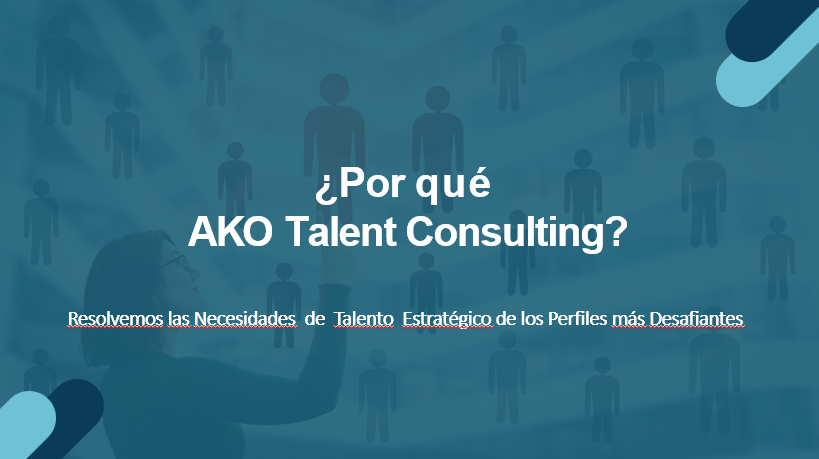 ¿Por qué
AKO Talent Consulting?
Resolvemos las Necesidades de Talento Estratégico de los Perfiles más Desafiantes